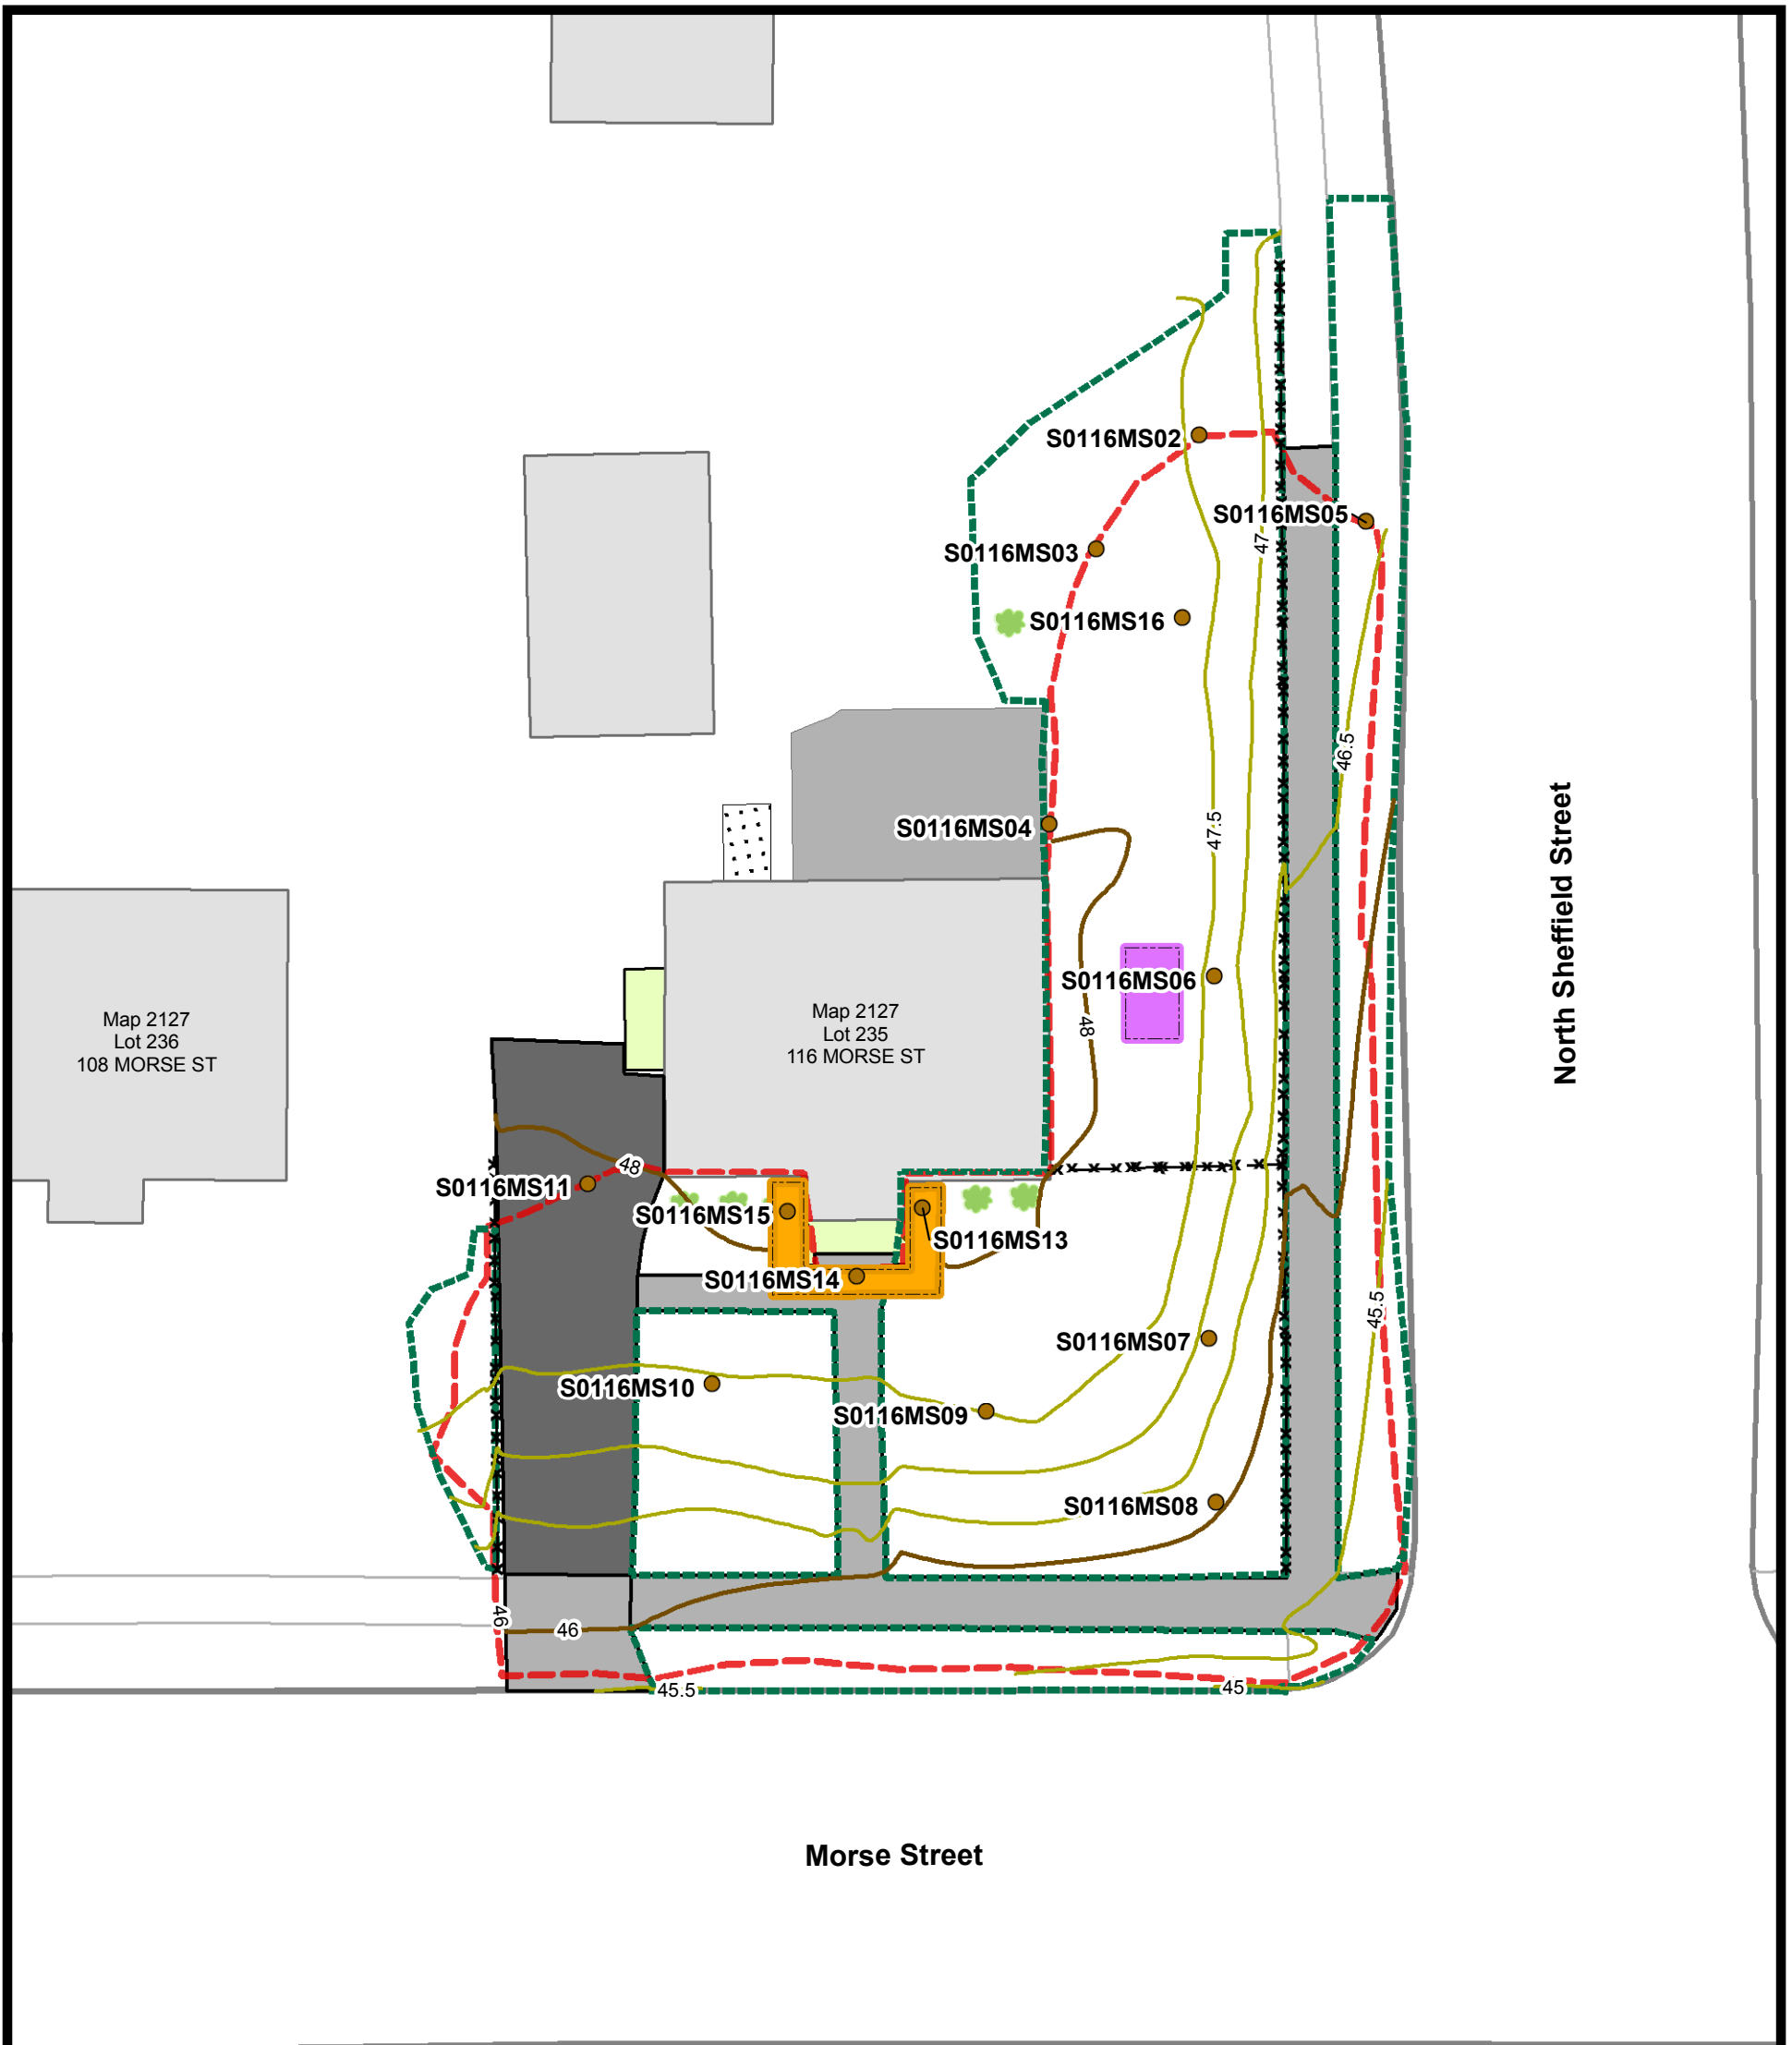 S0116MS02
S0116MS05
47
S0116MS03
S0116MS16
46.5
47.5
S0116MS04
North Sheffield Street
S0116MS06
Map 2127
Lot 236
108 MORSE ST
Map 2127
Lot 235
116 MORSE ST
48
48
S0116MS11
S0116MS15
S0116MS13
S0116MS14
45.5
S0116MS07
S0116MS10
S0116MS09
S0116MS08
46
46
45.5
45
Morse Street